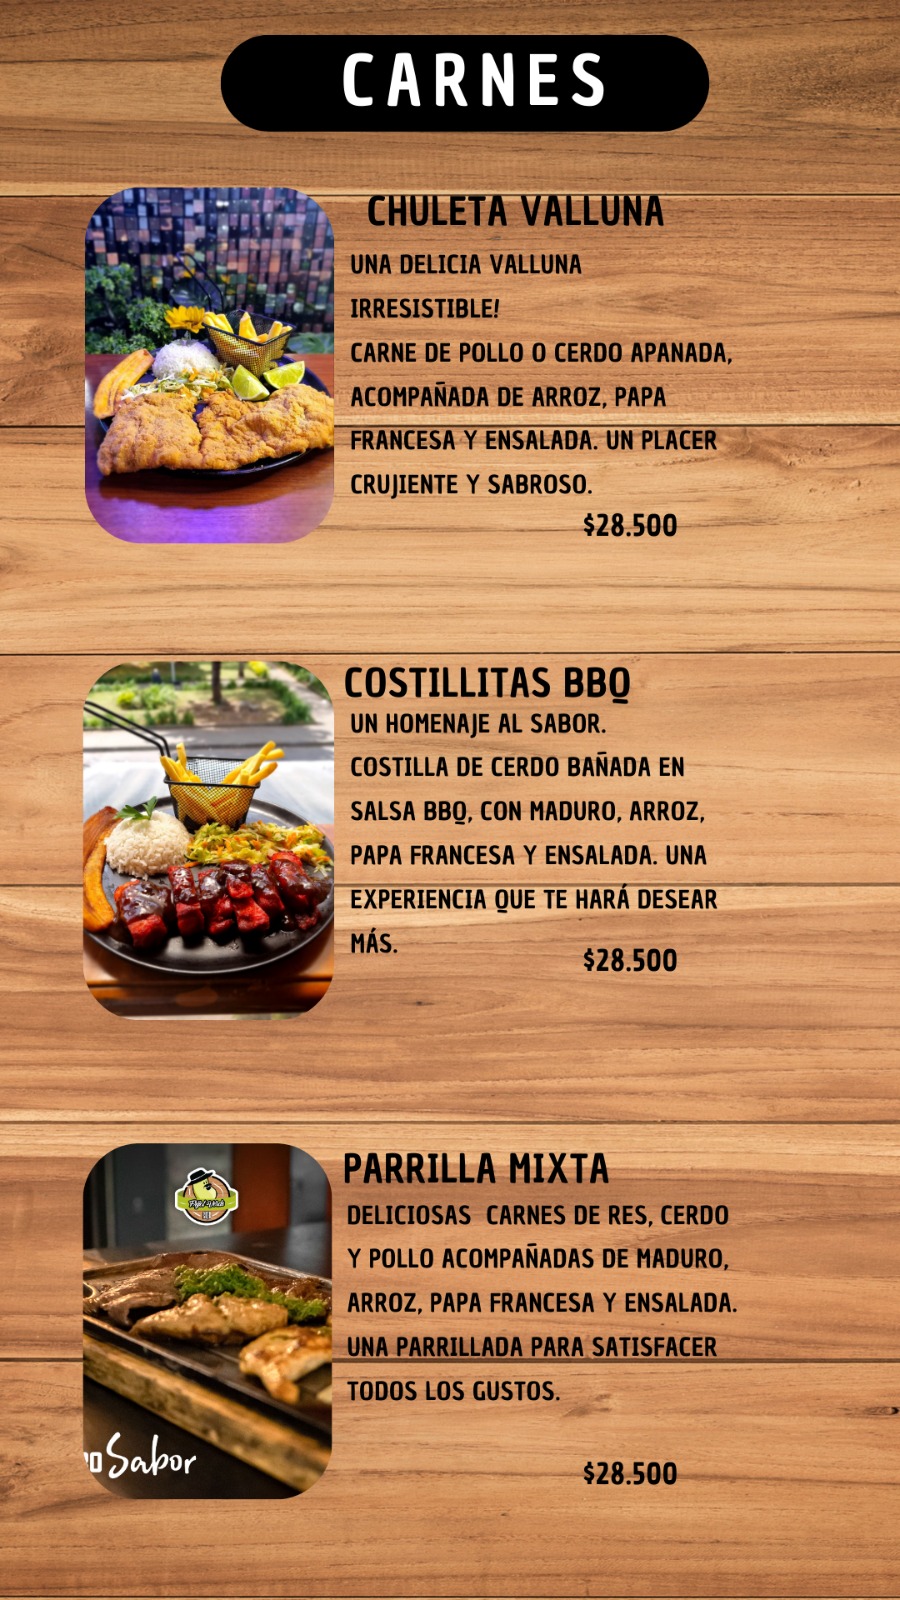 CARNES
CHULETA VALLUNA
UNA DELICIA VALLUNA
IRRESISTIBLE!
CARNE DE POLLO O CERDO APANADA,
ACOMPAÑADA DE ARROZ, PAPA
FRANCESA Y ENSALADA. UN PLACER
CRUJIENTE Y SABROSO.
$28.500
COSTILLITAS BBQ
UN HOMENAJE AL SABOR.
COSTILLA DE CERDO BAÑADA EN
SALSA BBQ, CON MADURO, ARROZ,
PAPA FRANCESA Y ENSALADA. UNA
EXPERIENCIA QUE TE HARÁ DESEAR
MÁS.
$28.500
PARRILLA MIXTA
DELICIOSAS  CARNES DE RES, CERDO
Y POLLO ACOMPAÑADAS DE MADURO,
ARROZ, PAPA FRANCESA Y ENSALADA.
UNA PARRILLADA PARA SATISFACER
TODOS LOS GUSTOS.
Sabor
$28.500